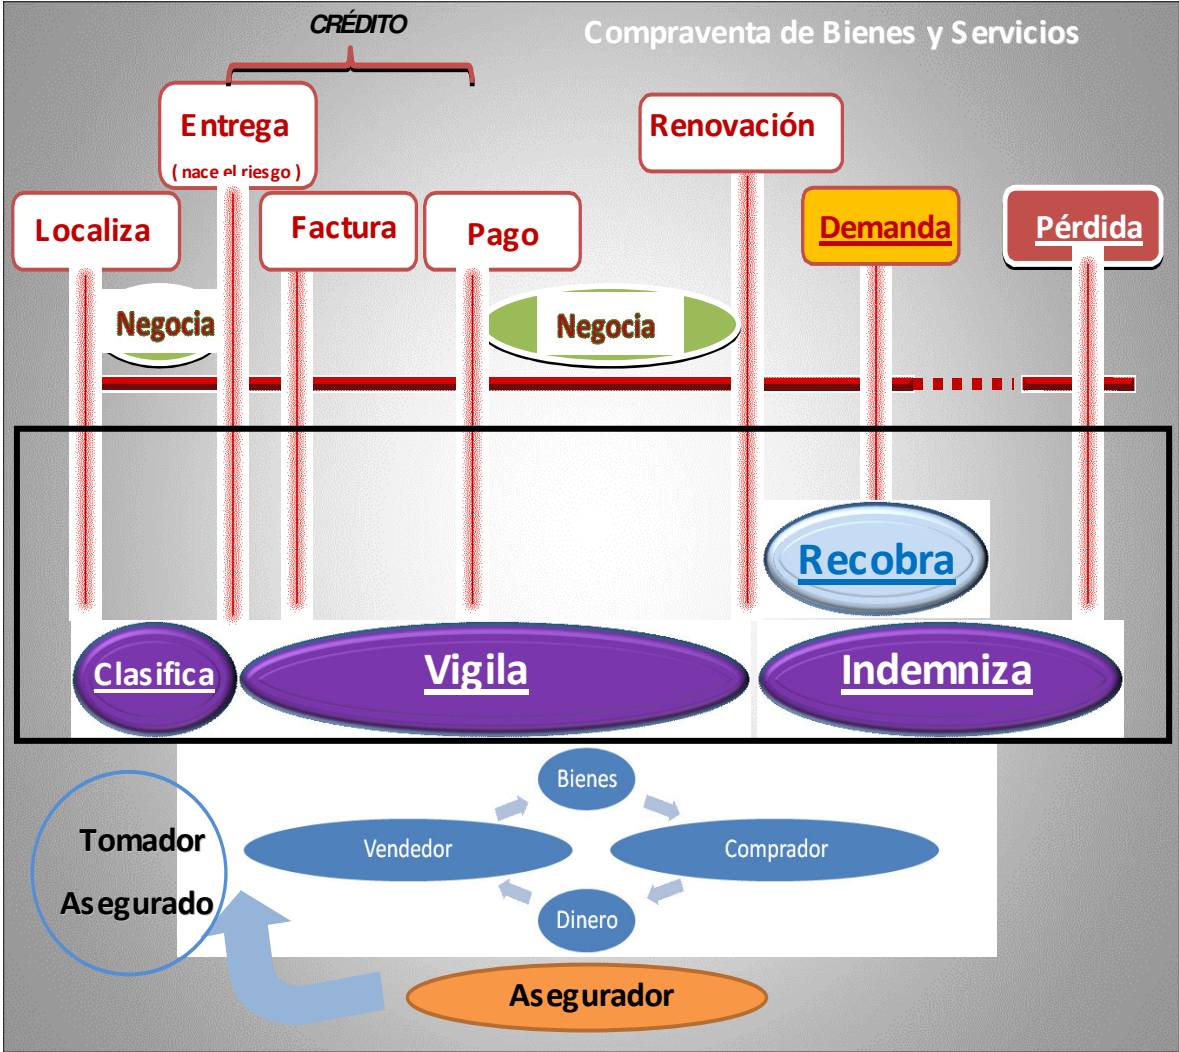 CRÉDITO
Compraventa de Bienes y Servicios
Entrega
( nace el riesgo )
Renovación
Localiza
Factura
Pago
Demanda
Pérdida
Negocia
Negocia
Recobra
Clasifica
Vigila
Indemniza
Bienes
Vendedor
Comprador
Dinero
Tomador
Asegurado
Asegurador